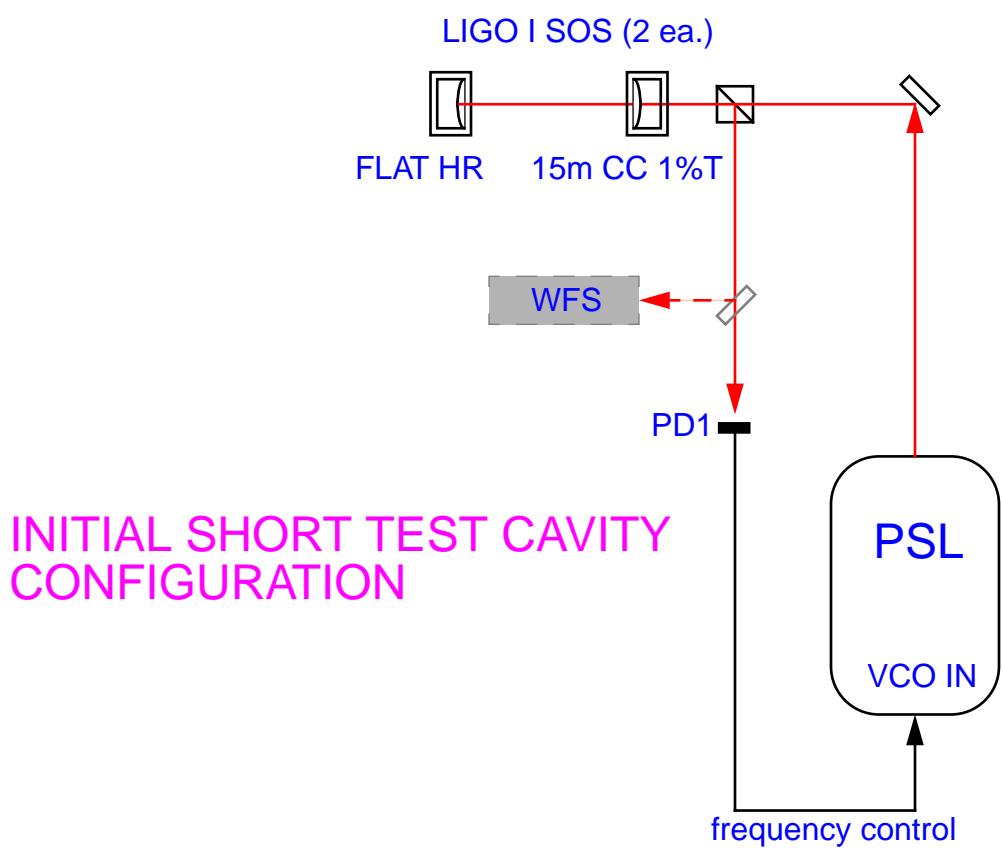 LIGO I SOS (2 ea.)
FLAT HR
15m CC 1%T
WFS
PD1
INITIAL SHORT TEST CAVITY
CONFIGURATION
PSL
VCO IN
frequency control